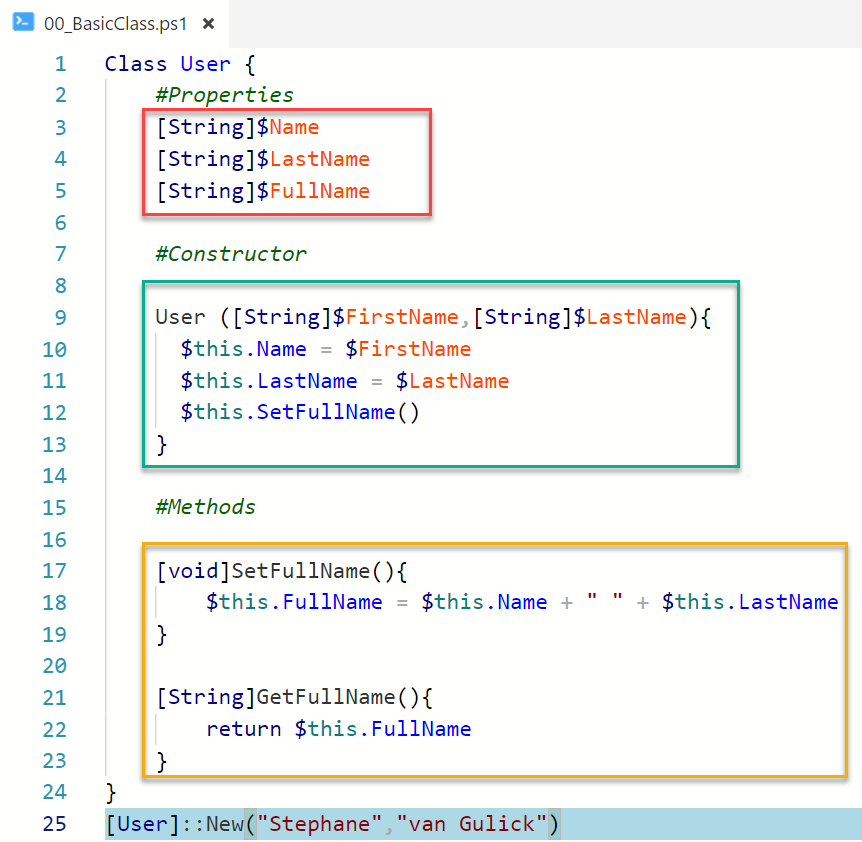 00_BasicClass.ps1 ×
1 Class User {
2 #Properties
3 [String]$Name
4 [String]$LastName
5 [String]$FullName
6
7 #Constructor
8
9 User ([String]$FirstName,[String]$LastName){
10 $this.Name = $FirstName
11 $this.LastName = $LastName
12 $this.SetFullName()
13 }
14
15 #Methods
16
17 [void]SetFullName(){
18 $this.FullName = $this.Name + " " + $this.LastName
19 }
20
21 [String]GetFullName(){
22 return $this.FullName
23 }
24 }
25 [User]::New("Stephane","van Gulick")